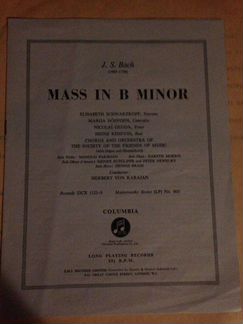 J. S. Bach
(1685-1750)
MASS IN B MINOR
ELISABETH SCHWARZKOPF, Soprano
MARGA HÖFFGEN, Contralto
NICOLAI GEDDA, Tenor
HEINZ REHFUSS, Bass
CHORUS AND ORCHESTRA OF
THE SOCIETY OF THE FRIENDS OF MUSIC
Conductor:
HERBERT VON KARAJAN
COLUMBIA
LONG PLAYING RECORDS
33⅓ R.P.M.